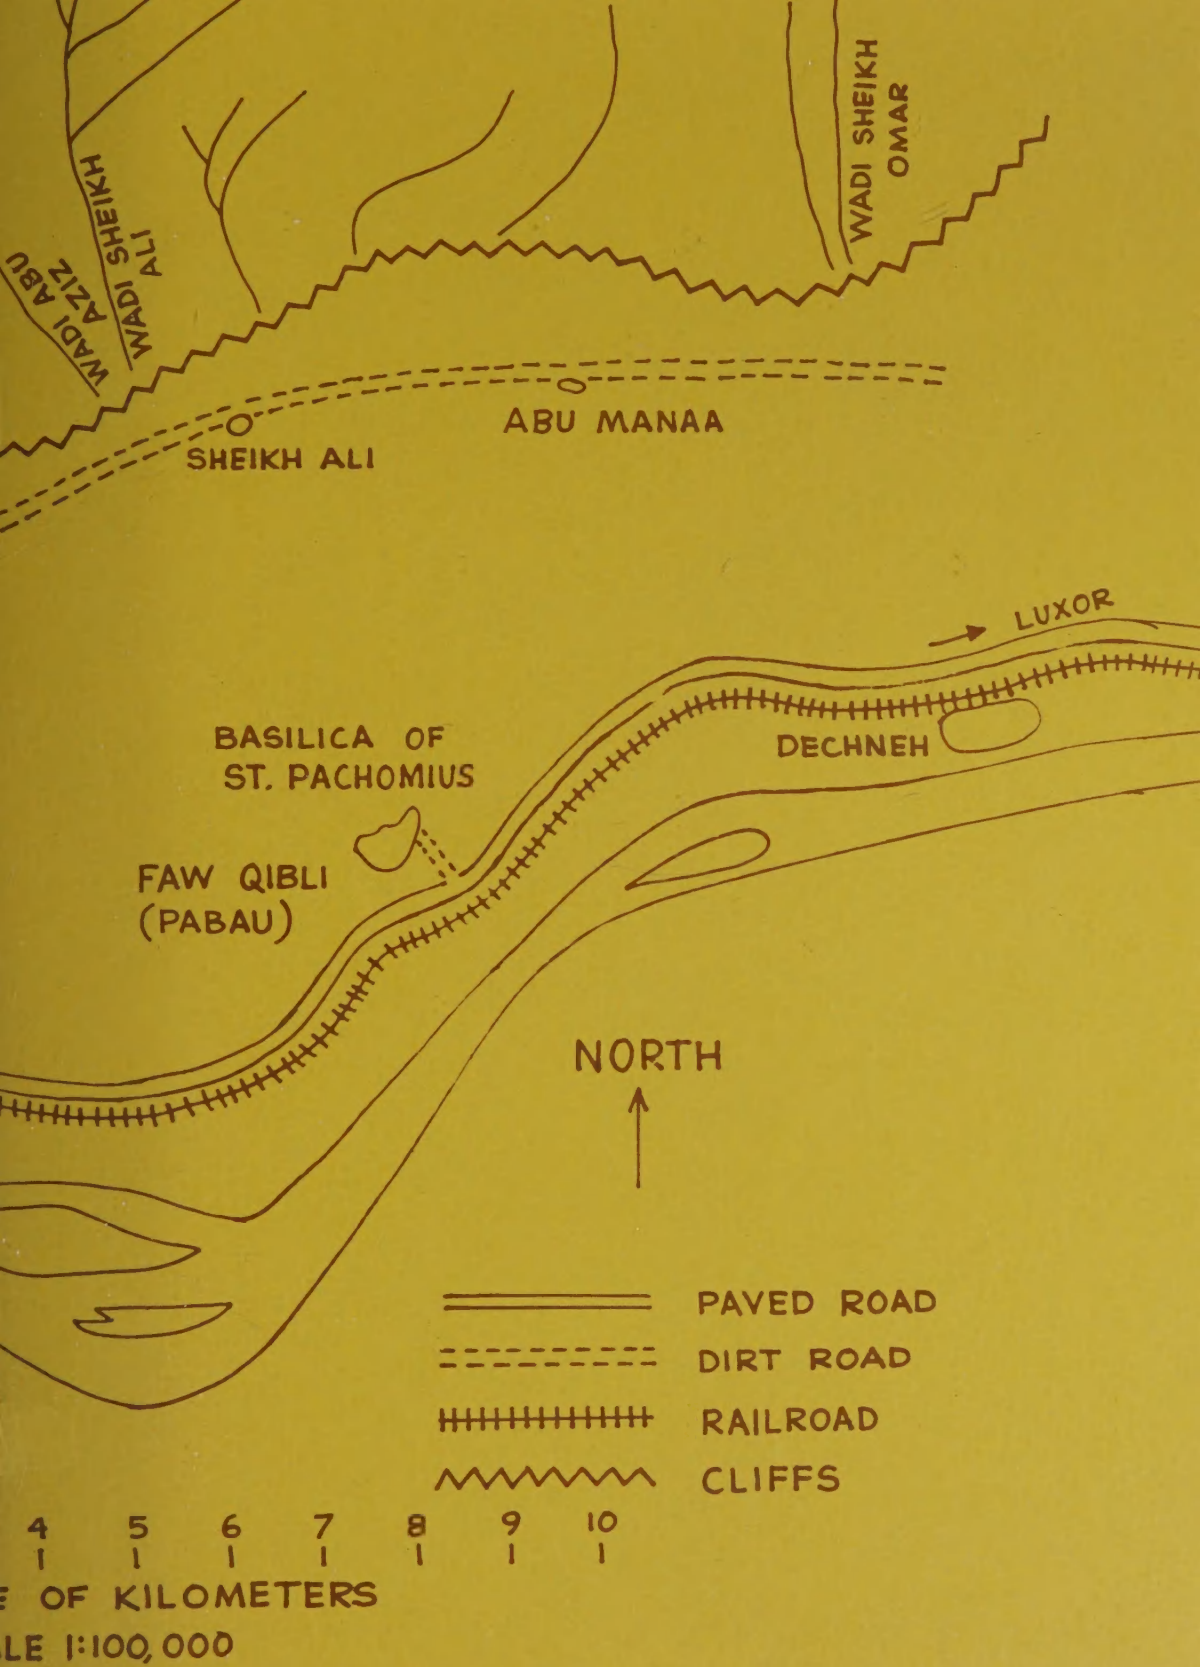 WADI SHEIKH
OMAR
WADI SHEIKH
ALI
WADI ABU
AZIZ
ABU MANAA
SHEIKH ALI
LUXOR
BASILICA OF
ST. PACHOMIUS
DECHNEH
FAW QIBLI
(PABAU)
NORTH
PAVED ROAD
DIRT ROAD
RAILROAD
CLIFFS
4 5 6 7 8 9 10
E OF KILOMETERS
LE 1:100,000